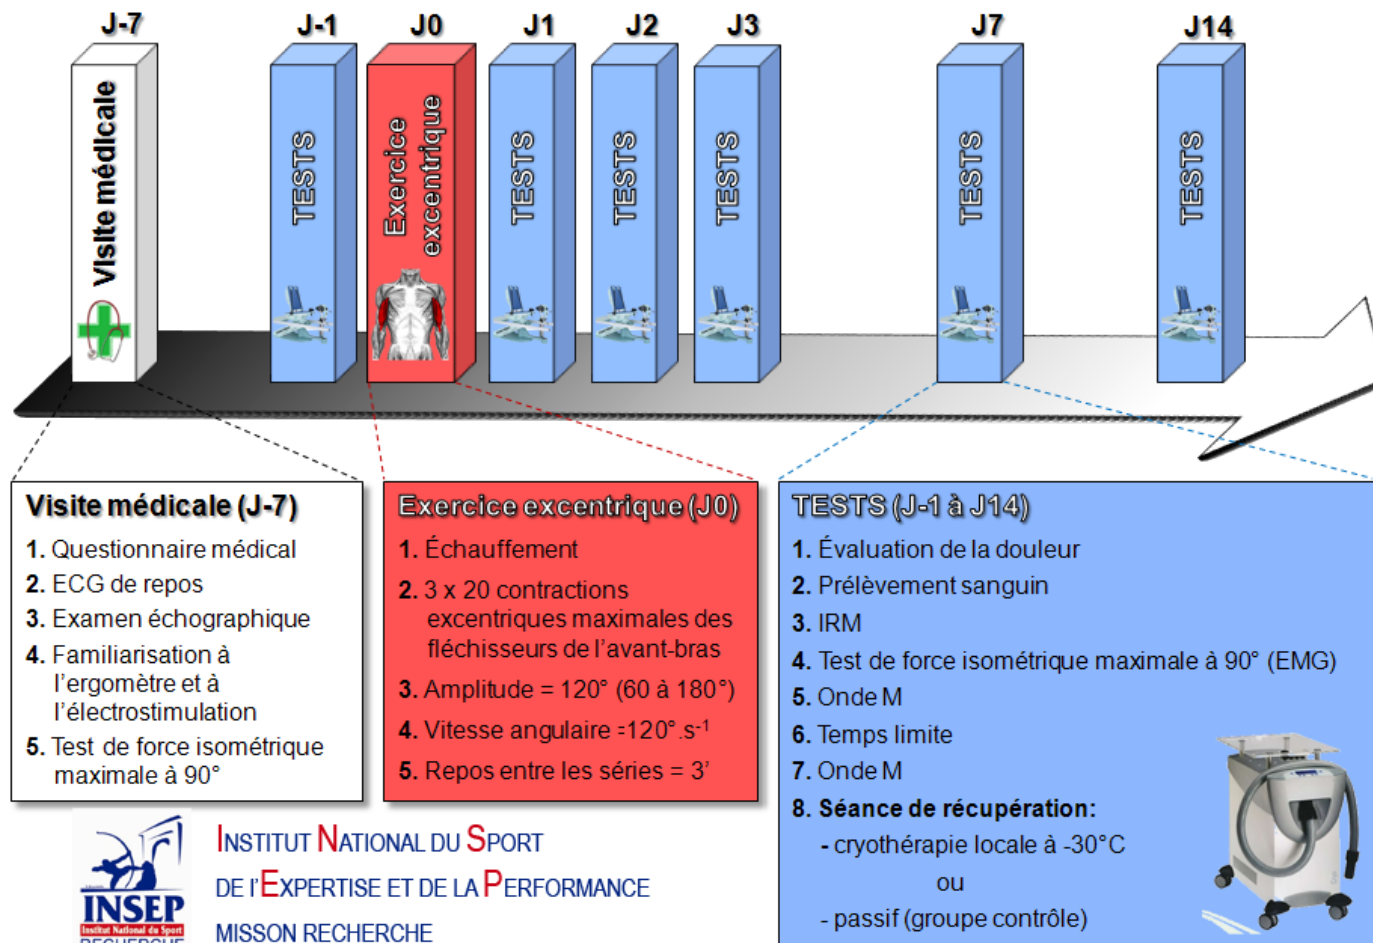 J-7
J-1
J0
J1
J2
J3
J7
J14
Visite médicale
TESTS
Exercice
excentrique
TESTS
TESTS
TESTS
TESTS
TESTS
Visite médicale (J-7)
1. Questionnaire médical
2. ECG de repos
3. Examen échographique
4. Familiarisation à
l'ergomètre et à
l'électrostimulation
5. Test de force isométrique
maximale à 90°
Exercice excentrique (J0)
1. Échauffement
2. 3 x 20 contractions
excentriques maximales des
fléchisseurs de l'avant-bras
3. Amplitude = 120° (60 à 180°)
4. Vitesse angulaire =120°.s-1
5. Repos entre les séries = 3'
TESTS (J-1 à J14)
1. Évaluation de la douleur
2. Prélèvement sanguin
3. IRM
4. Test de force isométrique maximale à 90° (EMG)
5. Onde M
6. Temps limite
7. Onde M
8. Séance de récupération:
- cryothérapie locale à -30°C
ou
- passif (groupe contrôle)
INSEP
Institut National du Sport
RECHERCHE
INSTITUT NATIONAL DU SPORT
DE l'EXPERTISE ET DE LA PERFORMANCE
MISSON RECHERCHE